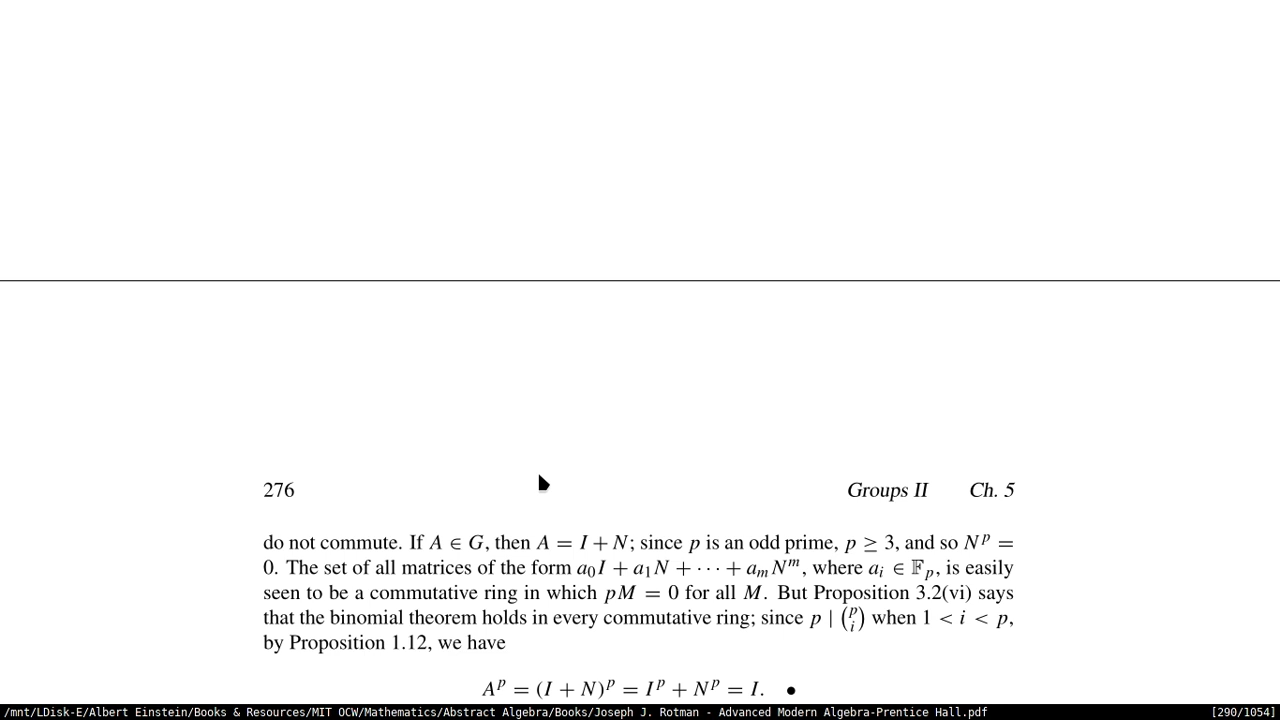 276 Groups II Ch. 5
do not commute. If A ∈ G, then A = I + N; since p is an odd prime, p ≥ 3, and so N^p =
0. The set of all matrices of the form a_0 I + a_1 N + · · · + a_m N^m, where a_i ∈ 𝔽_p, is easily
seen to be a commutative ring in which pM = 0 for all M. But Proposition 3.2(vi) says
that the binomial theorem holds in every commutative ring; since p | \binom{p}{i} when 1 < i < p,
by Proposition 1.12, we have
A^p = (I + N)^p = I^p + N^p = I. •
/mnt/LDisk-E/Albert Einstein/Books & Resources/MIT OCW/Mathematics/Abstract Algebra/Books/Joseph J. Rotman - Advanced Modern Algebra-Prentice Hall.pdf [290/1054]